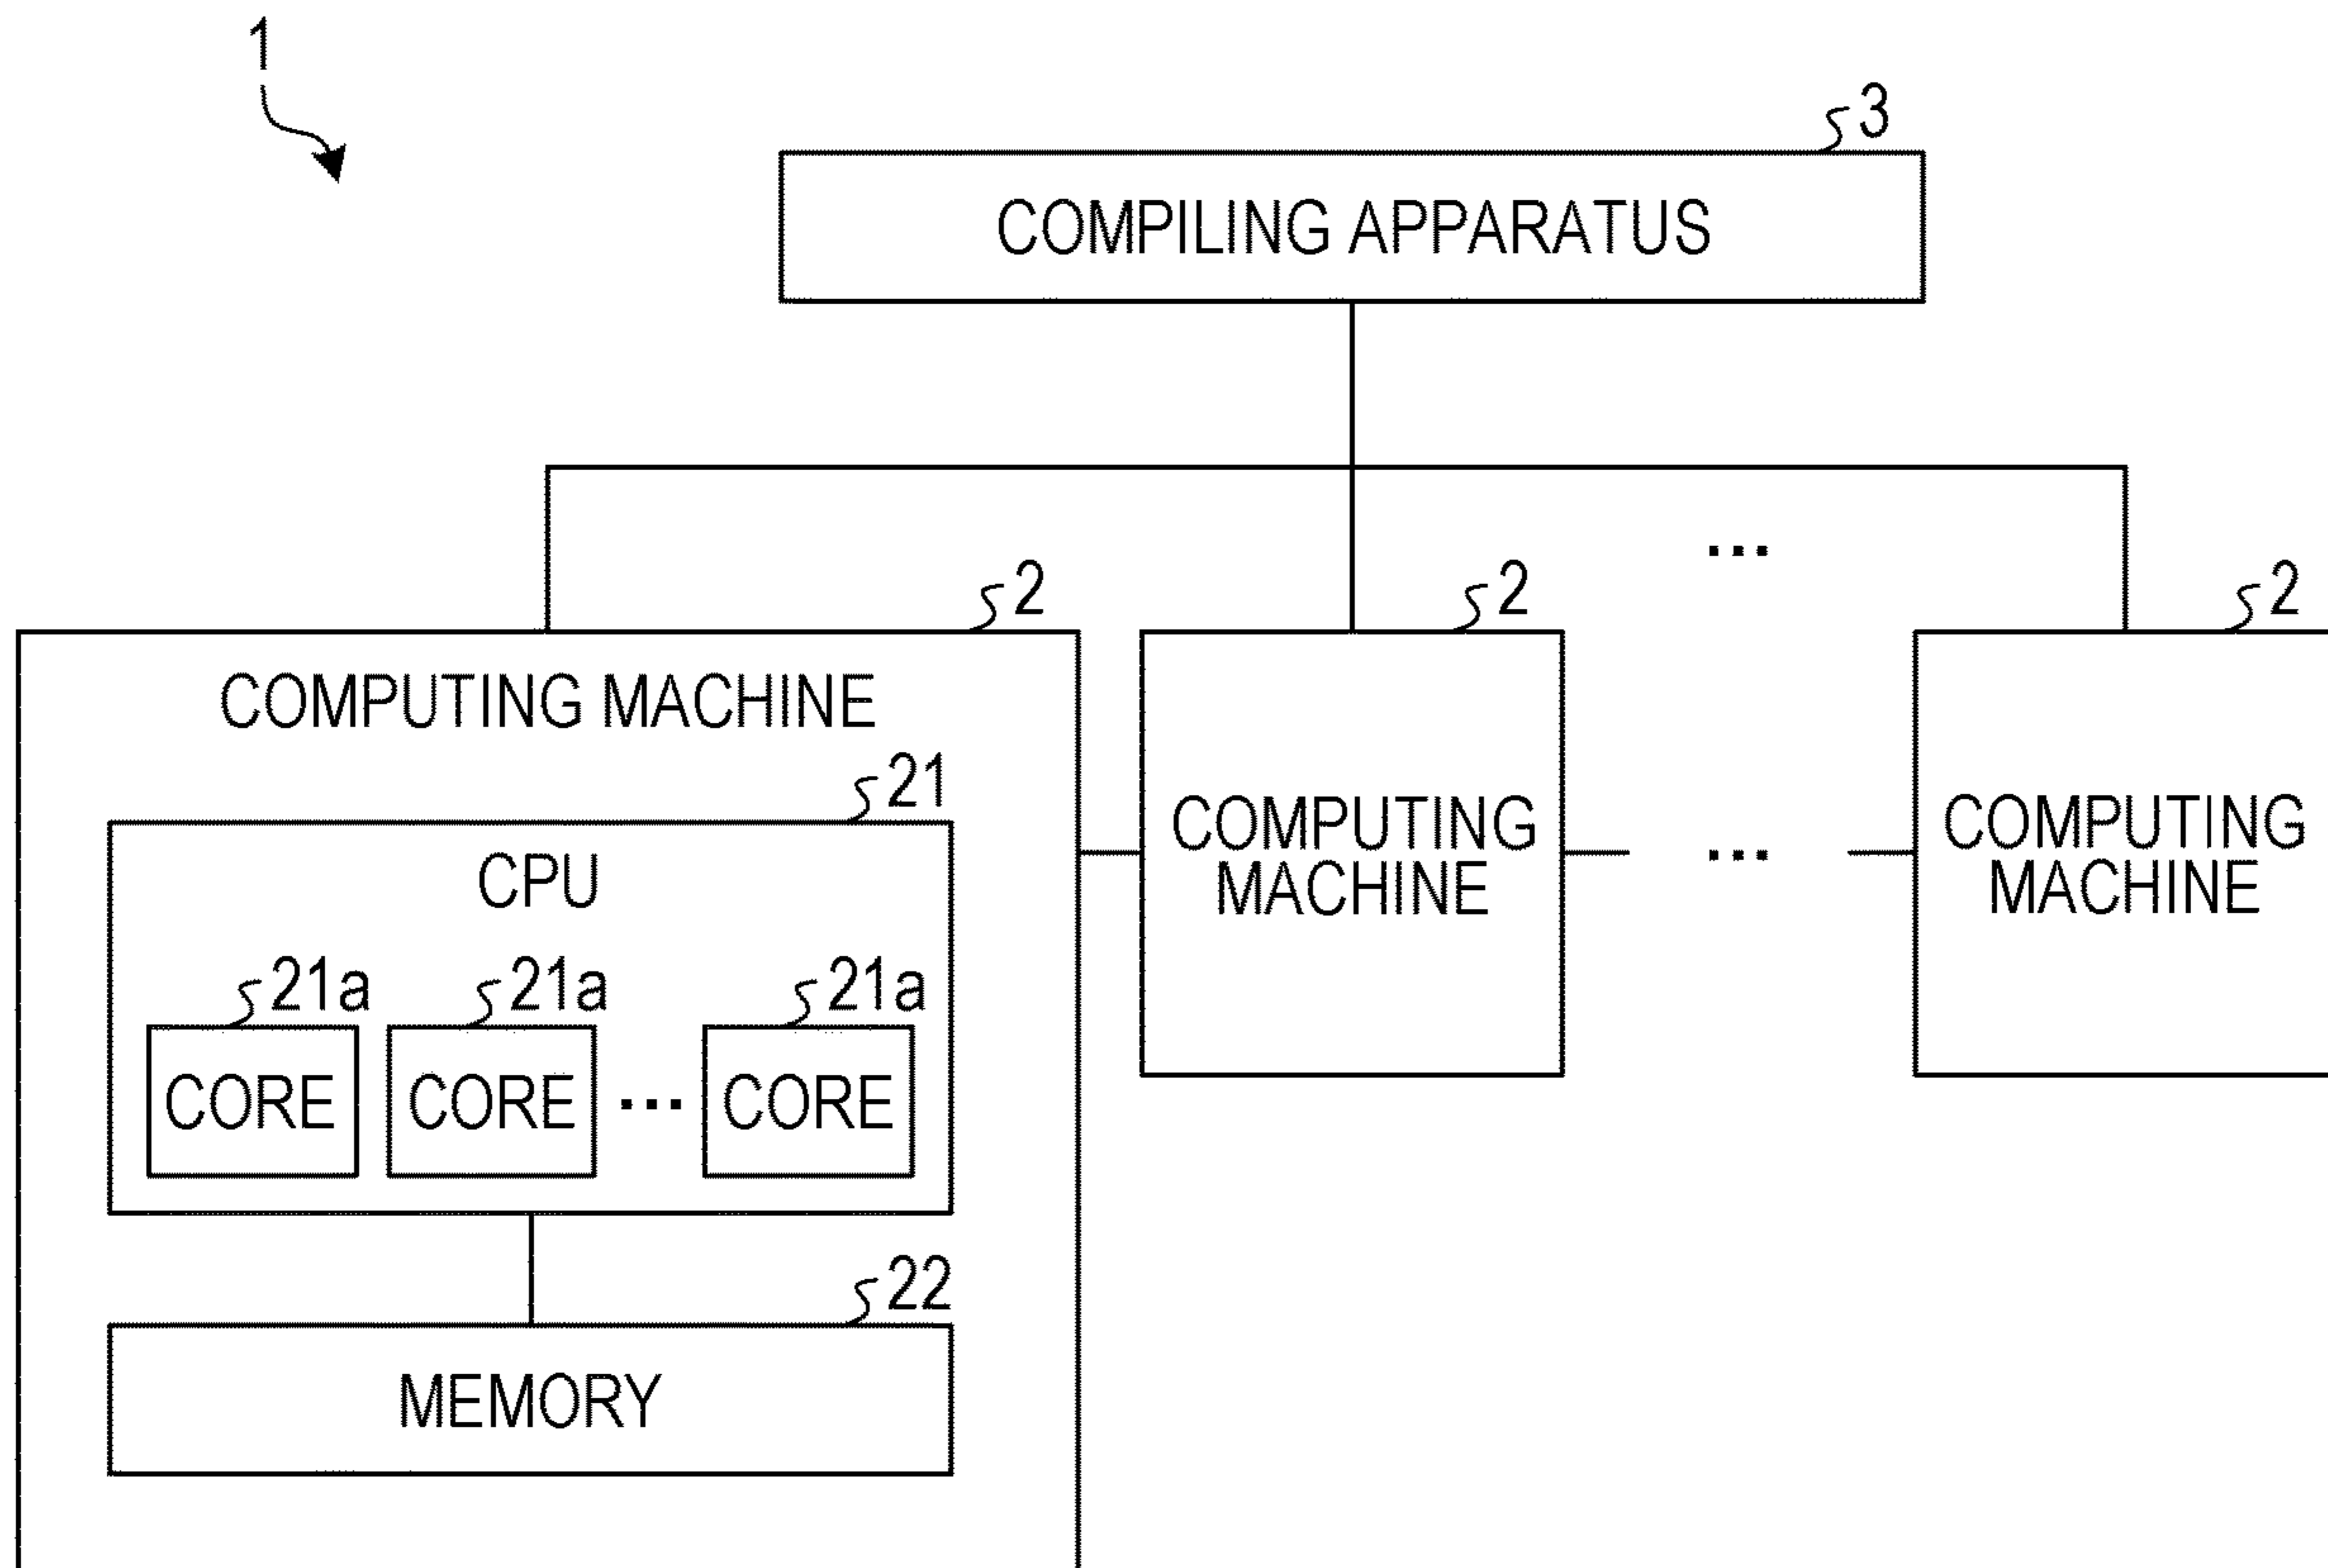 1
3
COMPILING APPARATUS
...
2
2
2
COMPUTING MACHINE
21
CPU
21a
21a
21a
CORE
CORE
...
CORE
22
MEMORY
COMPUTING
MACHINE
...
COMPUTING
MACHINE